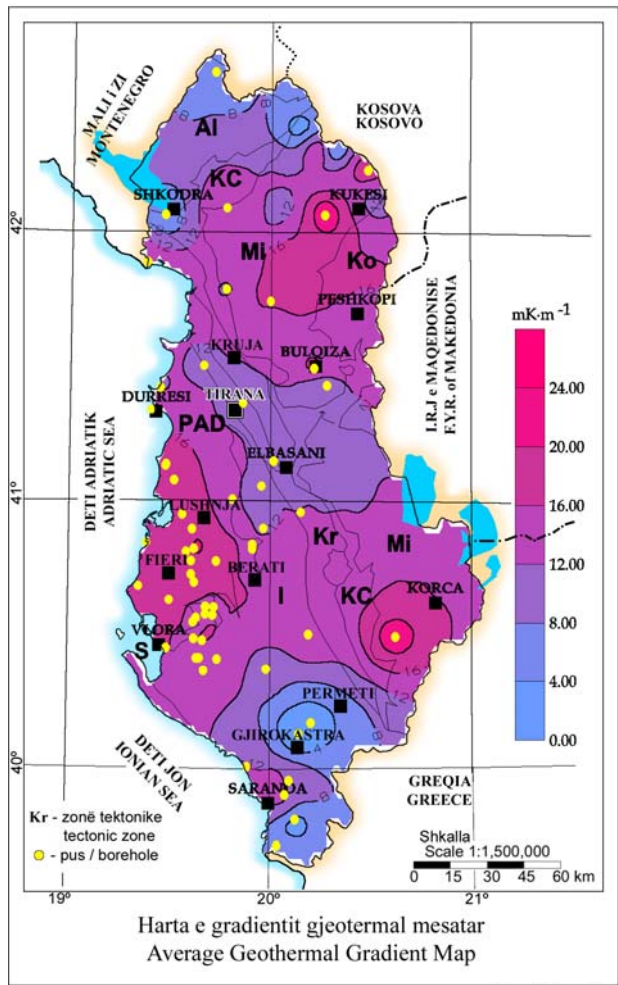 MALI i ZI
MONTENEGRO
KOSOVA
KOSOVO
Al
KC
SHKODRA
KUKESI
42°
Mi
Ko
PESHKOPI
mK·m⁻¹
KRUJA
BULQIZA
24.00
DURRESI
TIRANA
20.00
PAD
I.R.J e MAQEDONISE
F.Y.R. of MAKEDONIA
DETI ADRIATIK
ADRIATIC SEA
ELBASANI
16.00
41°
LUSHNJA
12.00
Kr
Mi
FIERI
BERATI
8.00
I
KC
KORCA
4.00
VLORA
S
PERMETI
0.00
GJIROKASTRA
40°
DETI JON
IONIAN SEA
SARANDA
GREQIA
GREECE
Kr - zonë tektonike
tectonic zone
- pus / borehole
Shkalla
Scale 1:1,500,000
0 15 30 45 60 km
19° 20° 21°
Harta e gradientit gjeotermal mesatar
Average Geothermal Gradient Map